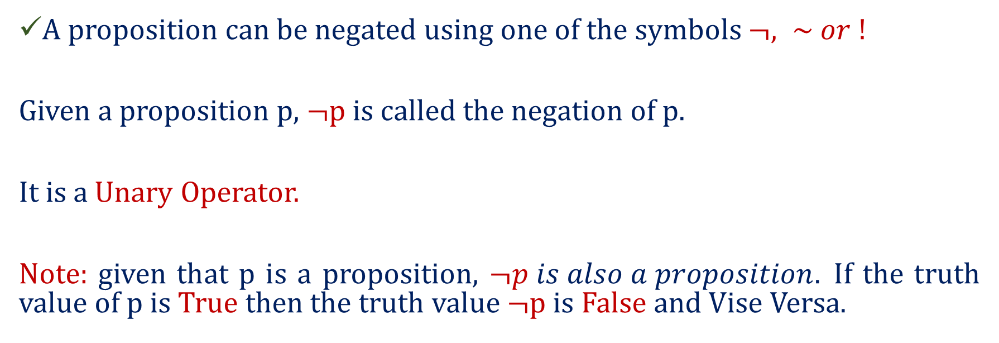 ✓A proposition can be negated using one of the symbols ¬, ~ or !
Given a proposition p, ¬p is called the negation of p.
It is a Unary Operator.
Note: given that p is a proposition, ¬p is also a proposition. If the truth
value of p is True then the truth value ¬p is False and Vise Versa.